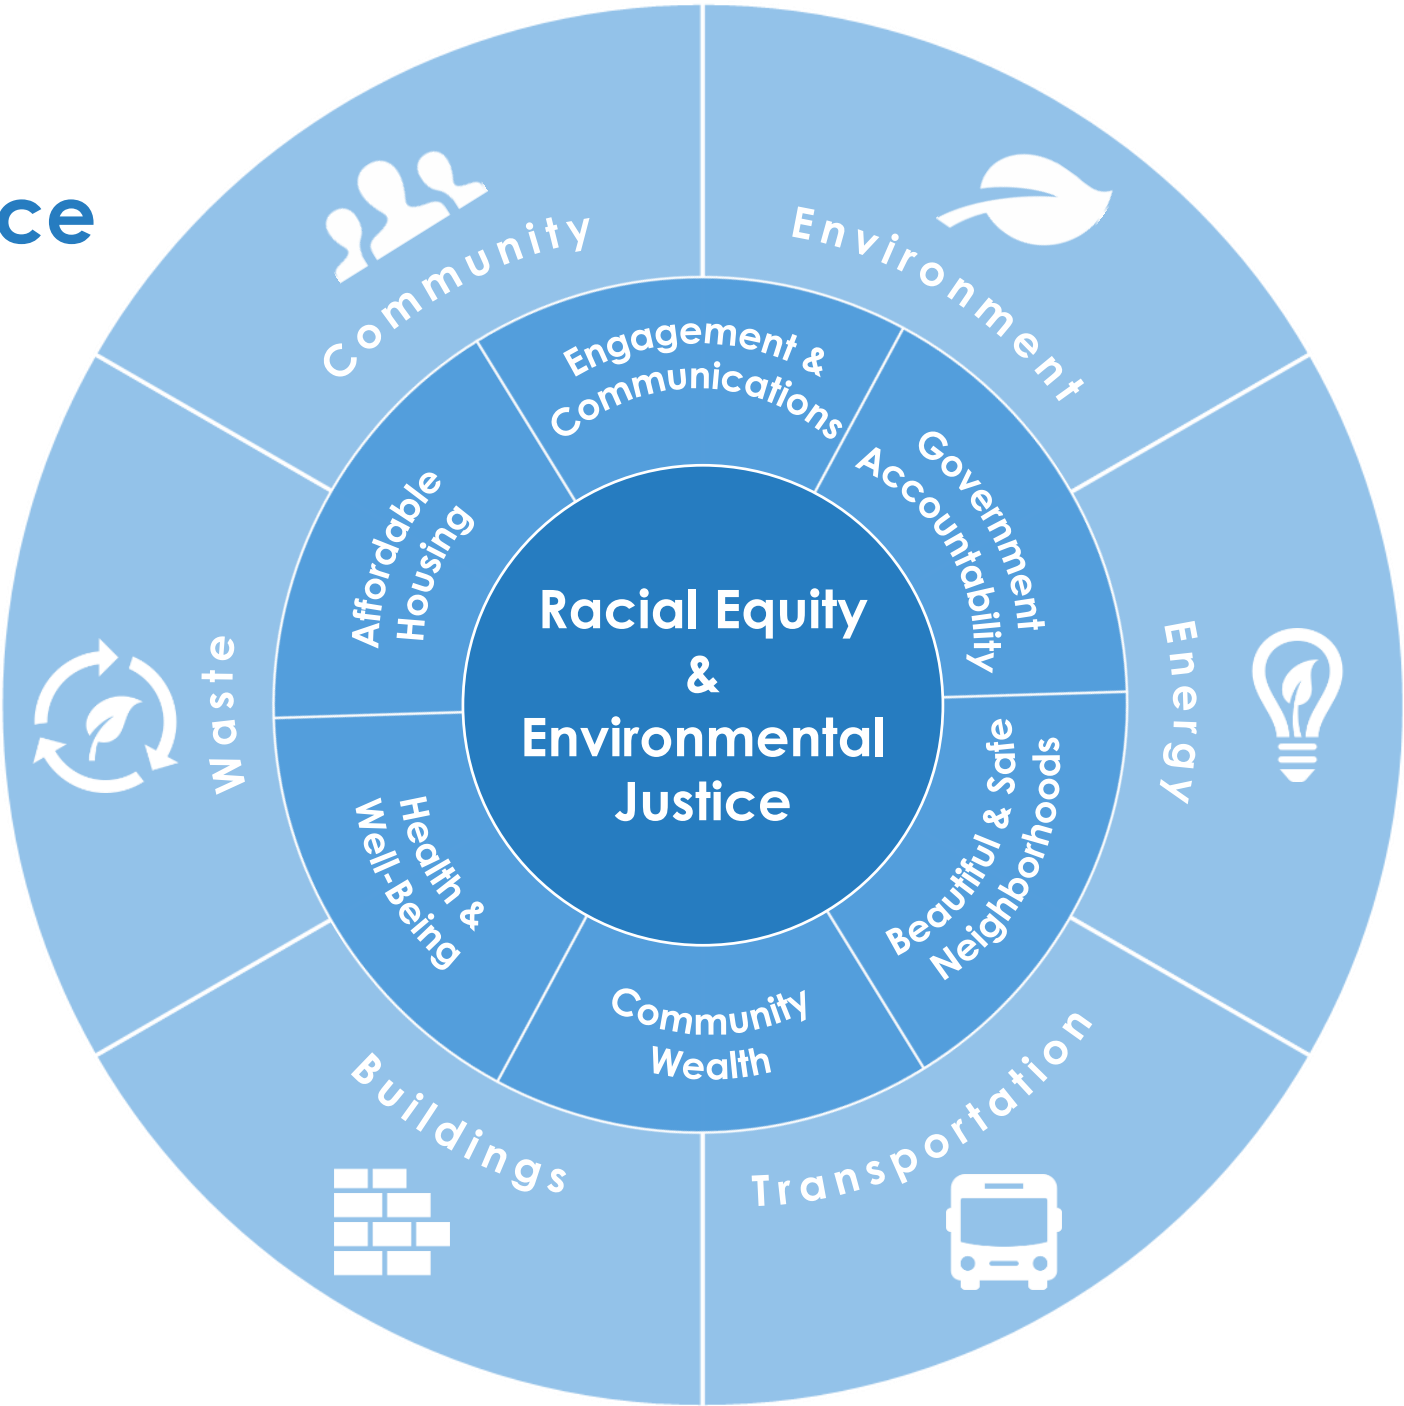 ce
Community
Environment
Energy
Transportation
Buildings
Waste
Engagement &
Communications
Government
Accountability
Beautiful & Safe
Neighborhoods
Community
Wealth
Health &
Well-Being
Affordable
Housing
Racial Equity
&
Environmental
Justice